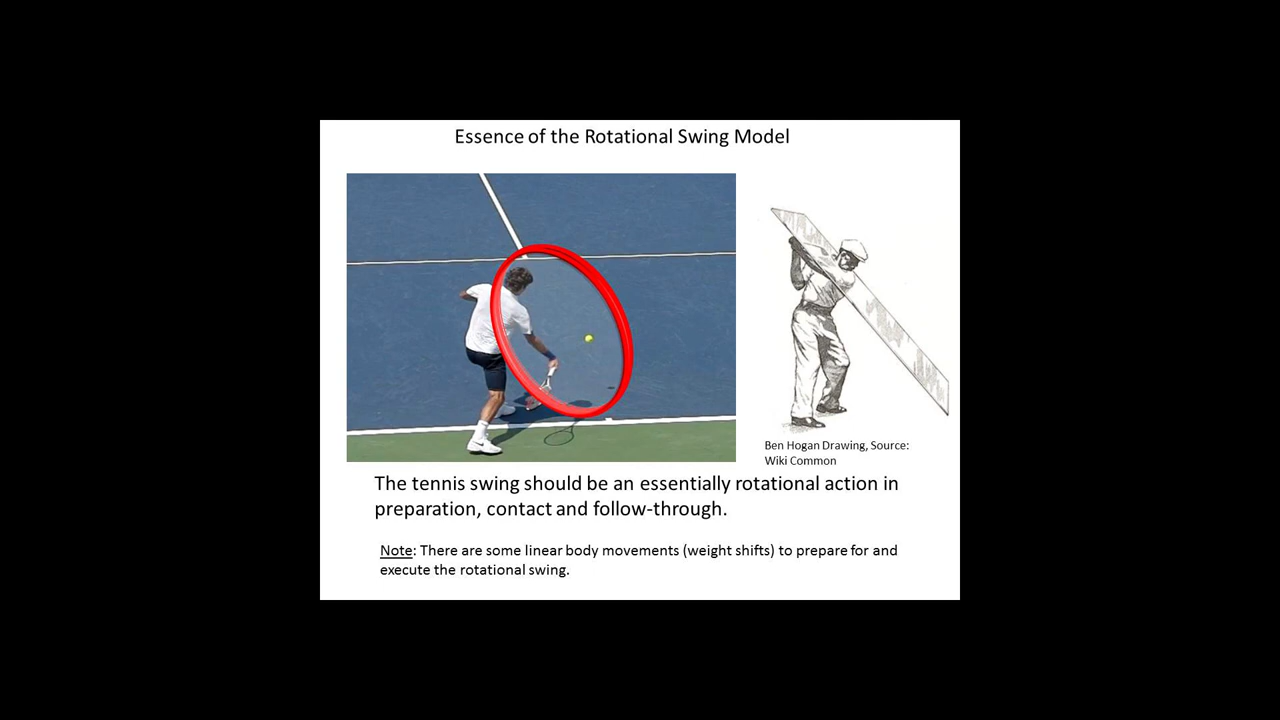 Essence of the Rotational Swing Model
Ben Hogan Drawing, Source:
Wiki Common
The tennis swing should be an essentially rotational action in
preparation, contact and follow-through.
Note: There are some linear body movements (weight shifts) to prepare for and
execute the rotational swing.